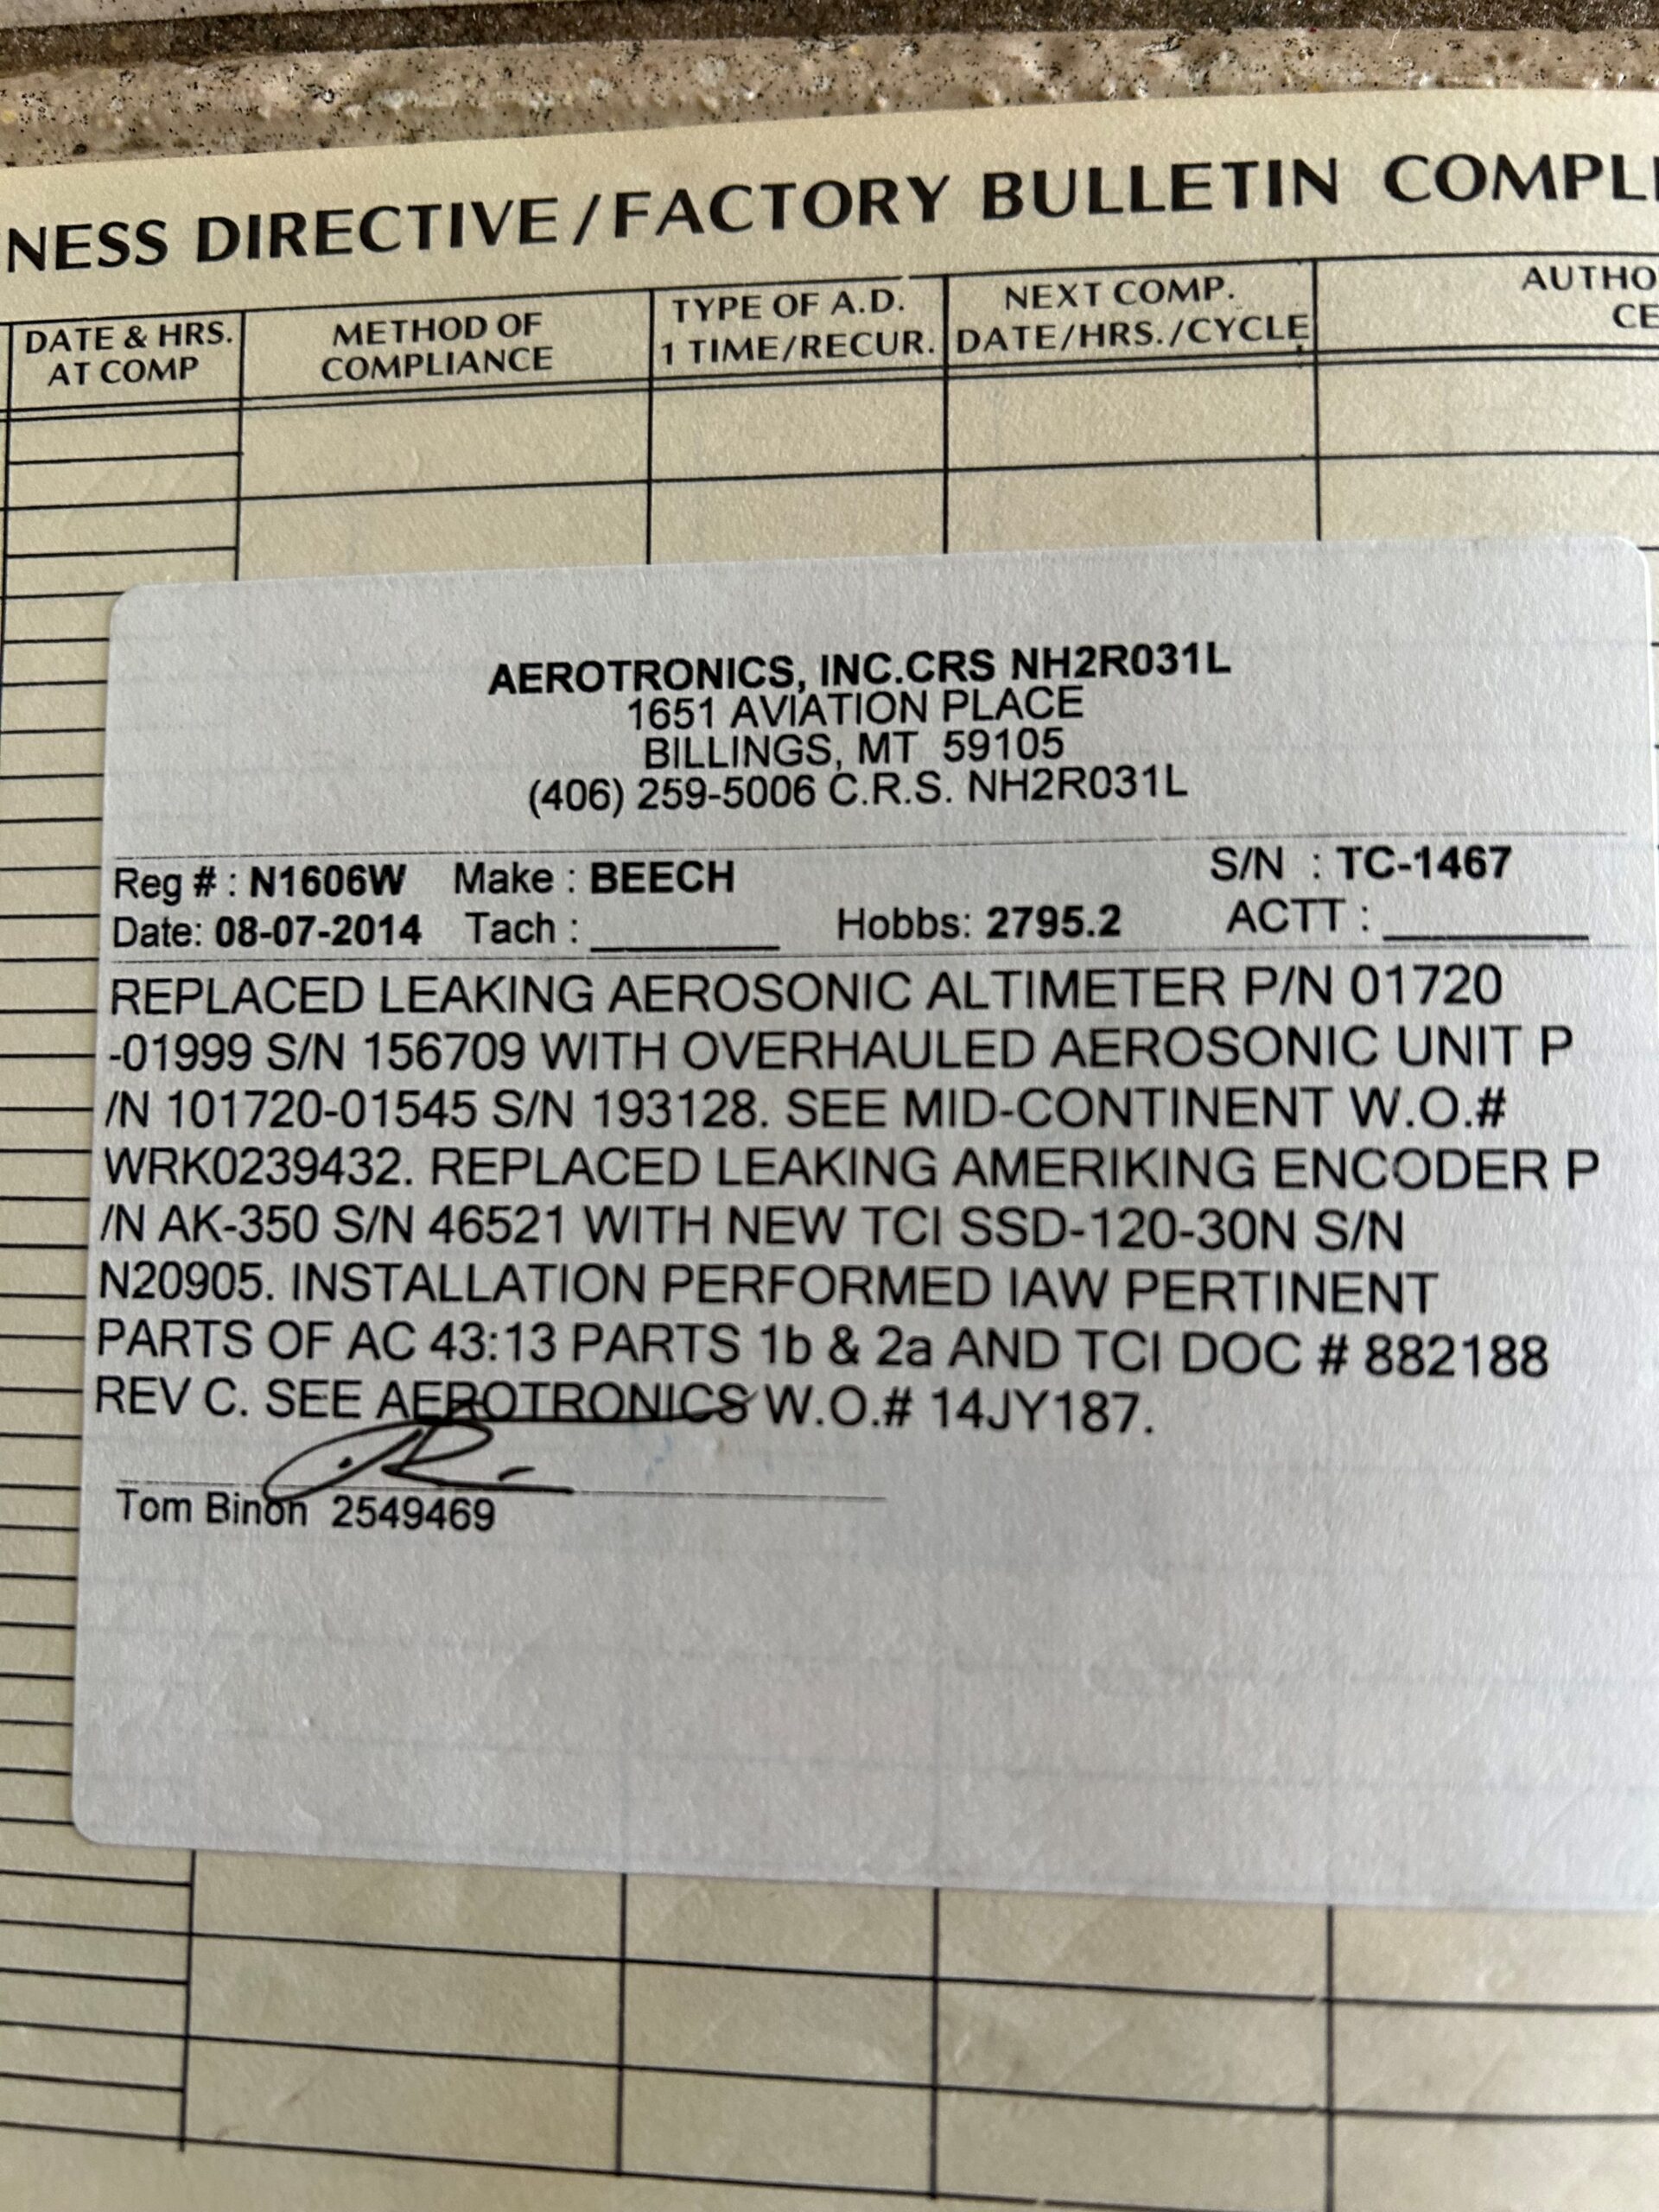 NESS DIRECTIVE/FACTORY BULLETIN COMPL
DATE & HRS.
AT COMP
METHOD OF
COMPLIANCE
TYPE OF A.D.
1 TIME/RECUR.
NEXT COMP.
DATE/HRS./CYCLE
AUTHO
CE
AEROTRONICS, INC.CRS NH2R031L
1651 AVIATION PLACE
BILLINGS, MT 59105
(406) 259-5006 C.R.S. NH2R031L
Reg # : N1606W Make : BEECH S/N : TC-1467
Date: 08-07-2014 Tach : ________ Hobbs: 2795.2 ACTT : ________
REPLACED LEAKING AEROSONIC ALTIMETER P/N 01720
-01999 S/N 156709 WITH OVERHAULED AEROSONIC UNIT P
/N 101720-01545 S/N 193128. SEE MID-CONTINENT W.O.#
WRK0239432. REPLACED LEAKING AMERIKING ENCODER P
/N AK-350 S/N 46521 WITH NEW TCI SSD-120-30N S/N
N20905. INSTALLATION PERFORMED IAW PERTINENT
PARTS OF AC 43:13 PARTS 1b & 2a AND TCI DOC # 882188
REV C. SEE AEROTRONICS W.O.# 14JY187.
Tom Binon 2549469